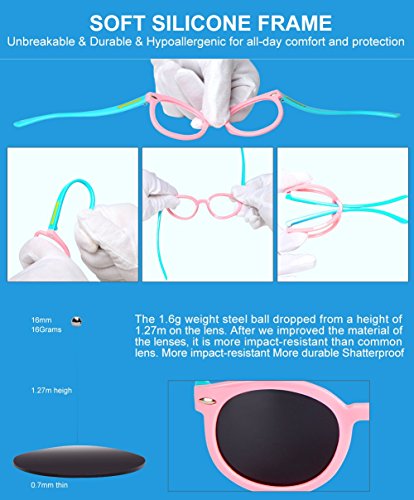 SOFT SILICONE FRAME
Unbreakable & Durable & Hypoallergenic for all-day comfort and protection
16mm
16Grams
The 1.6g weight steel ball dropped from a height of
1.27m on the lens. After we improved the material of
the lenses, it is more impact-resistant than common
lens. More impact-resistant More durable Shatterproof
1.27m heigh
0.7mm thin